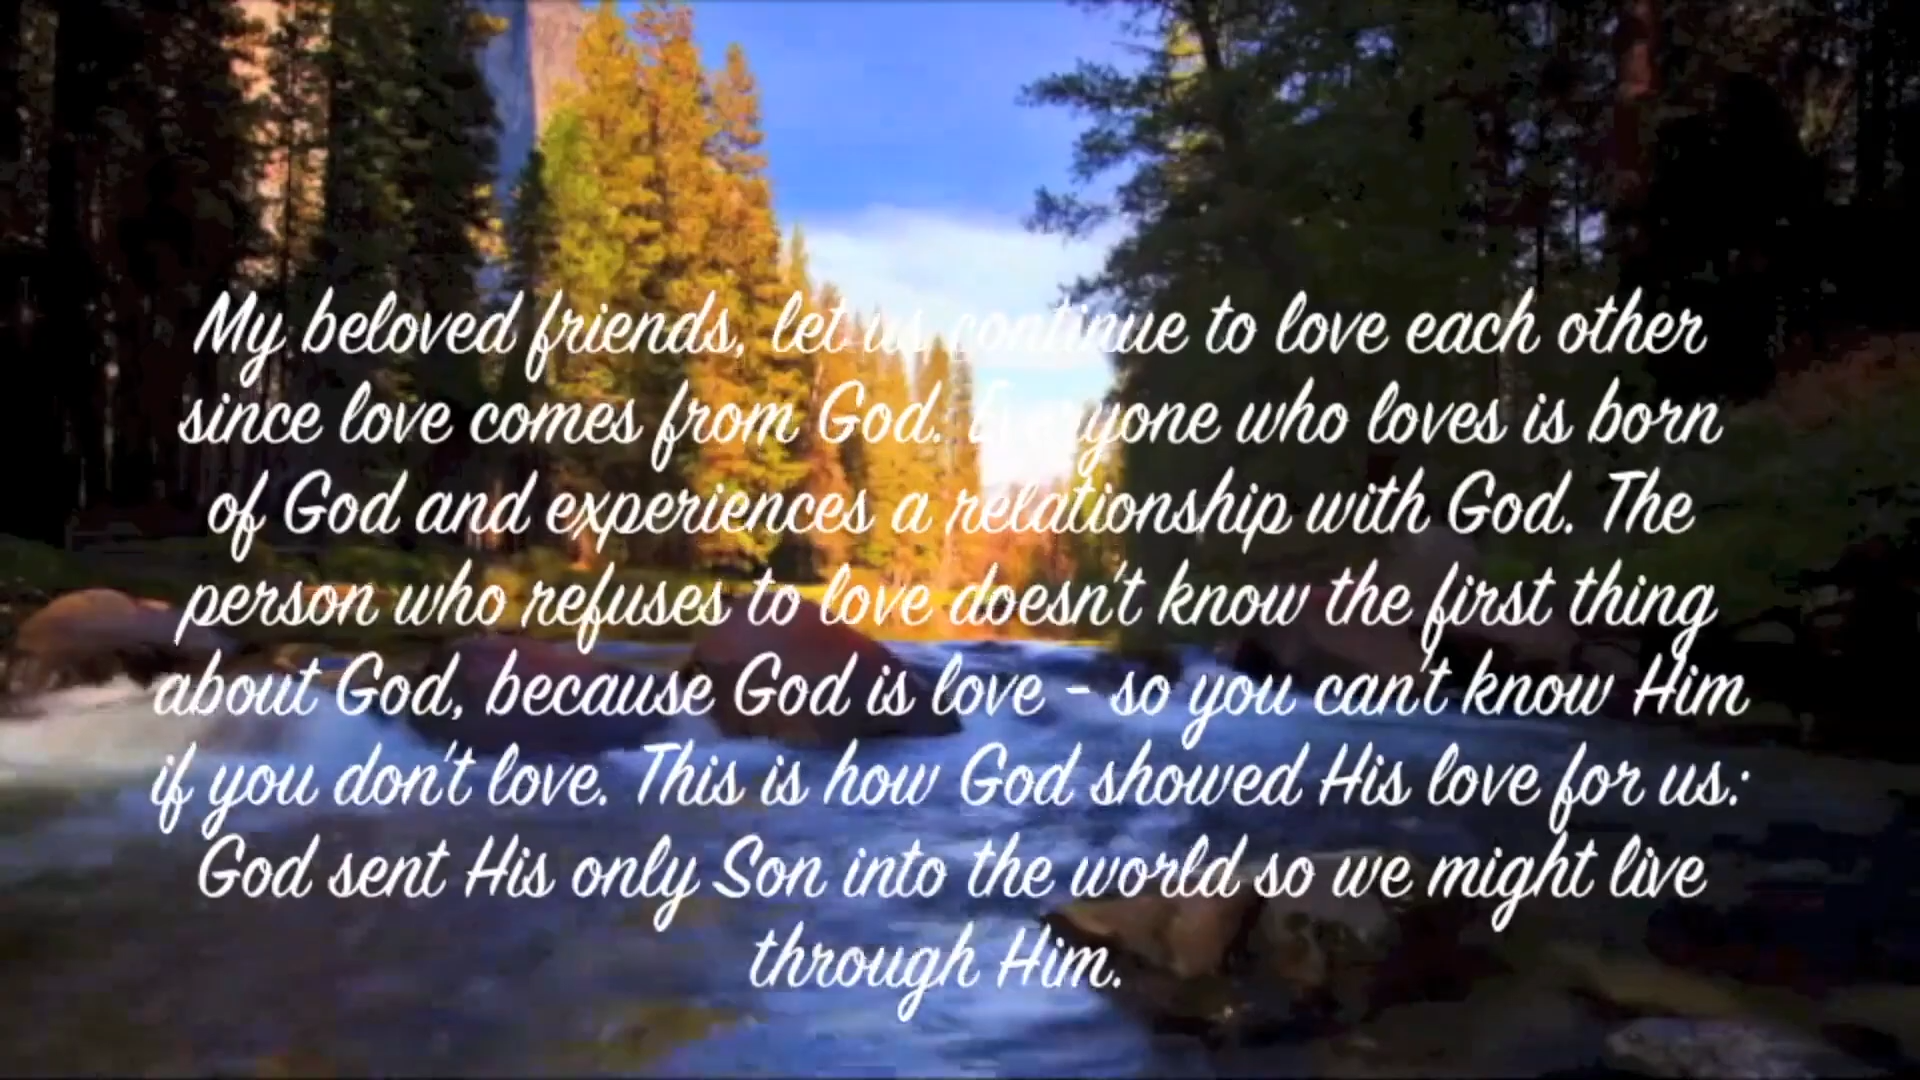 My beloved friends, let us continue to love each other
since love comes from God. Everyone who loves is born
of God and experiences a relationship with God. The
person who refuses to love doesn't know the first thing
about God, because God is love - so you can't know Him
if you don't love. This is how God showed His love for us:
God sent His only Son into the world so we might live
through Him.